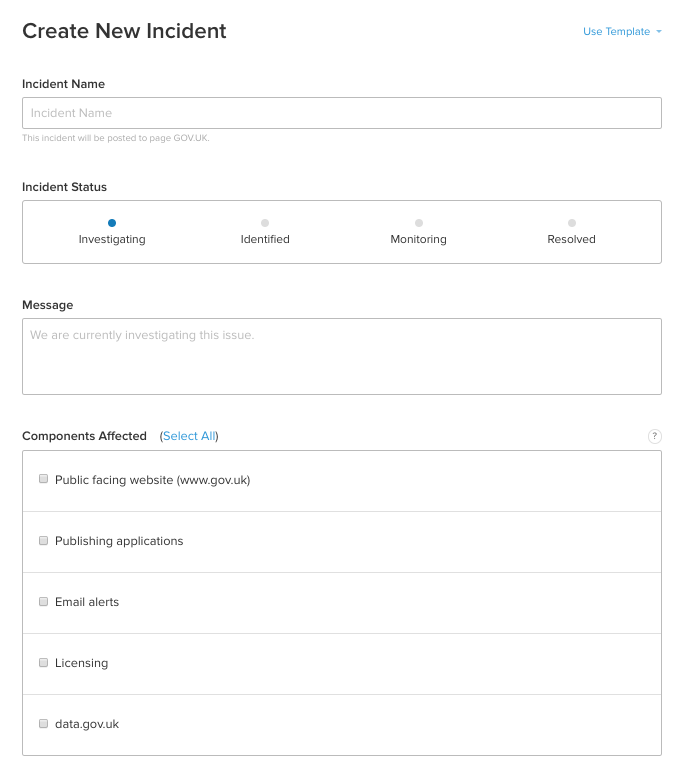 Create New Incident
Use Template
Incident Name
Incident Name
This incident will be posted to page GOV.UK.
Incident Status
Investigating Identified Monitoring Resolved
Message
We are currently investigating this issue.
Components Affected (Select All) ?
Public facing website (www.gov.uk)
Publishing applications
Email alerts
Licensing
data.gov.uk